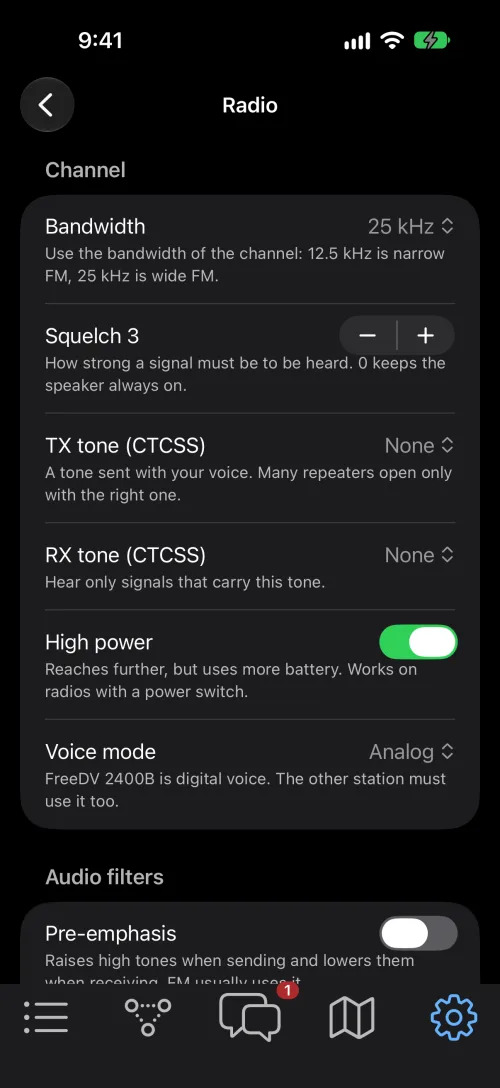 9:41
Radio
Channel
Bandwidth
25 kHz
Use the bandwidth of the channel: 12.5 kHz is narrow
FM, 25 kHz is wide FM.
Squelch 3
− +
How strong a signal must be to be heard. 0 keeps the
speaker always on.
TX tone (CTCSS)
None
A tone sent with your voice. Many repeaters open only
with the right one.
RX tone (CTCSS)
None
Hear only signals that carry this tone.
High power
Reaches further, but uses more battery. Works on
radios with a power switch.
Voice mode
Analog
FreeDV 2400B is digital voice. The other station must
use it too.
Audio filters
Pre-emphasis
Raises high tones when sending and lowers them
when receiving. FM usually uses it.
1